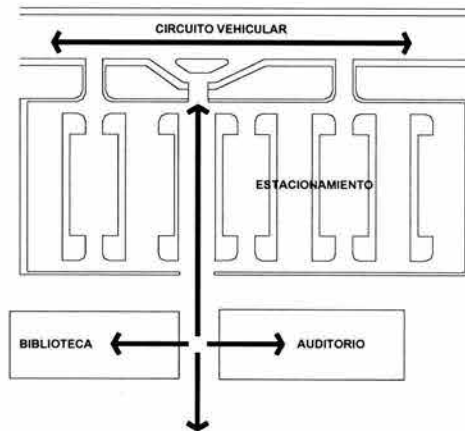 CIRCUITO VEHICULAR
ESTACIONAMIENTO
BIBLIOTECA
AUDITORIO